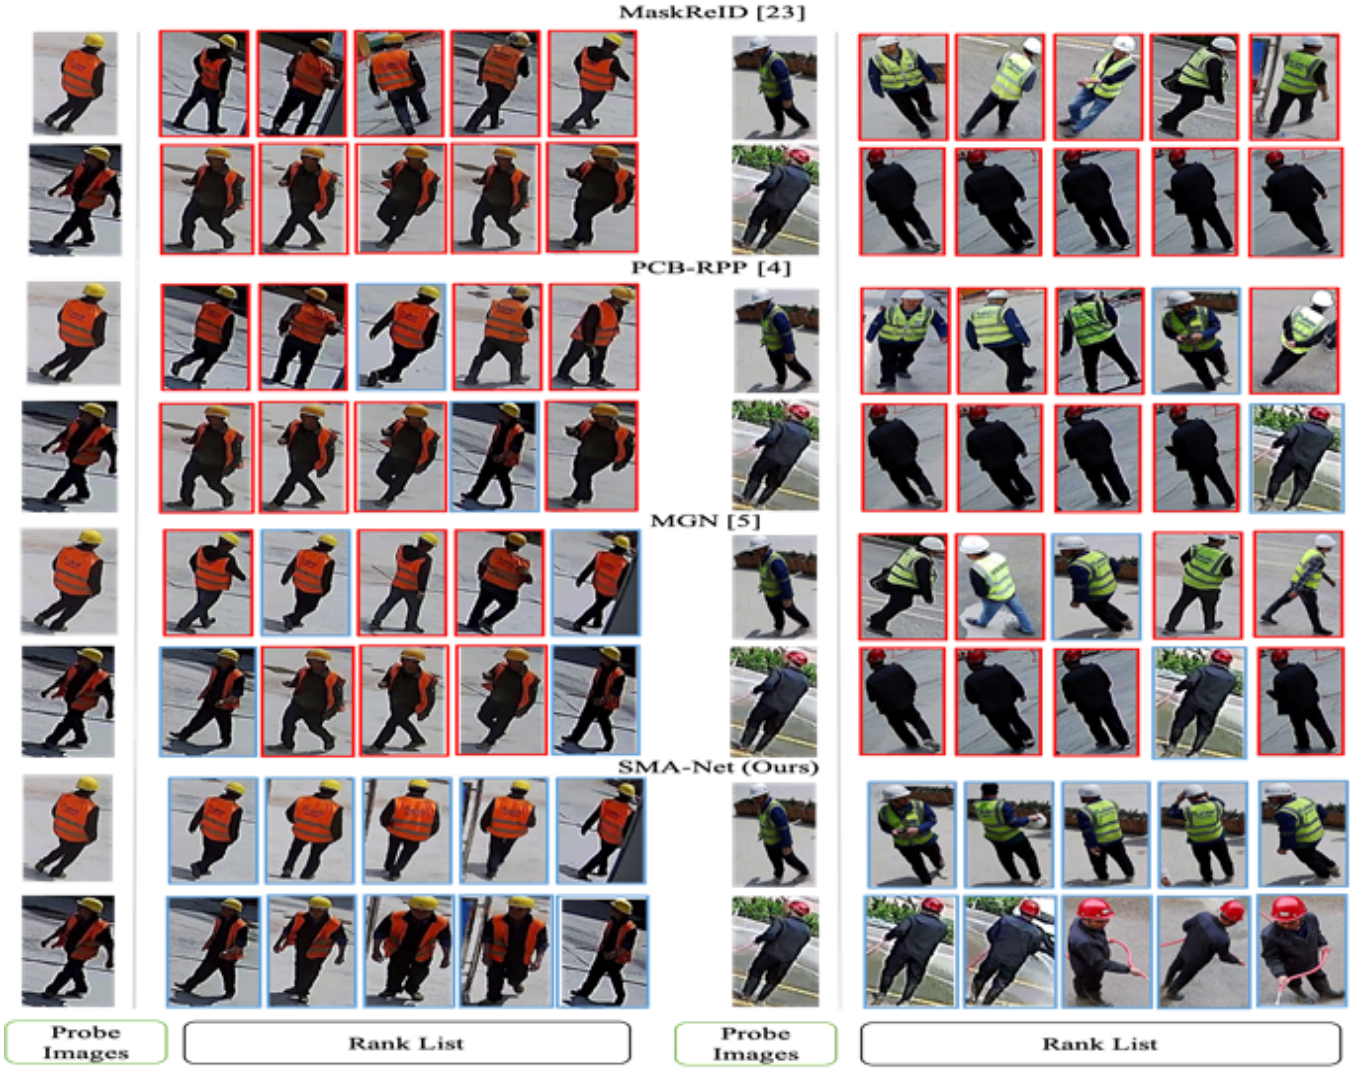 MaskReID [23]
PCB-RPP [4]
MGN [5]
SMA-Net (Ours)
Probe
Images
Rank List
Probe
Images
Rank List